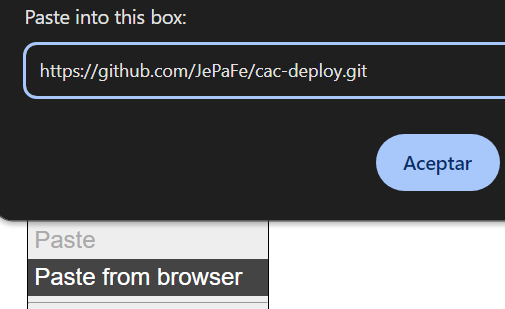 Paste into this box:
https://github.com/JePaFe/cac-deploy.git
Aceptar
Paste
Paste from browser